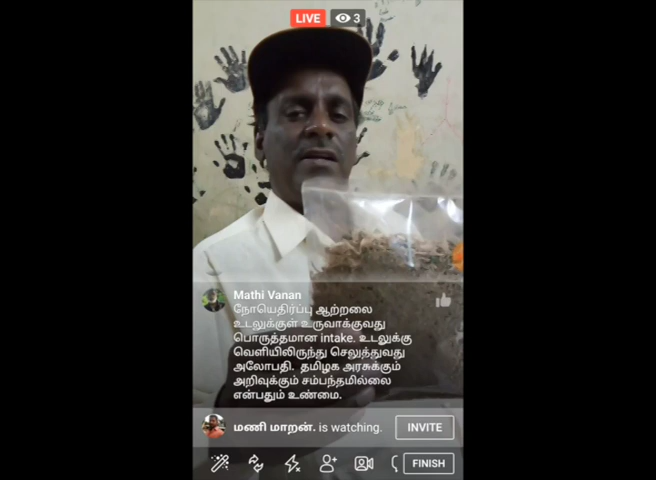 LIVE 3
Mathi Vanan
நோயெதிர்ப்பு ஆற்றலை
உடலுக்குள் உருவாக்குவது
பொருத்தமான intake. உடலுக்கு
வெளியிலிருந்து செலுத்துவது
அலோபதி. தமிழக அரசுக்கும்
அறிவுக்கும் சம்பந்தமில்லை
என்பதும் உண்மை.
மணி மாறன். is watching. INVITE
FINISH